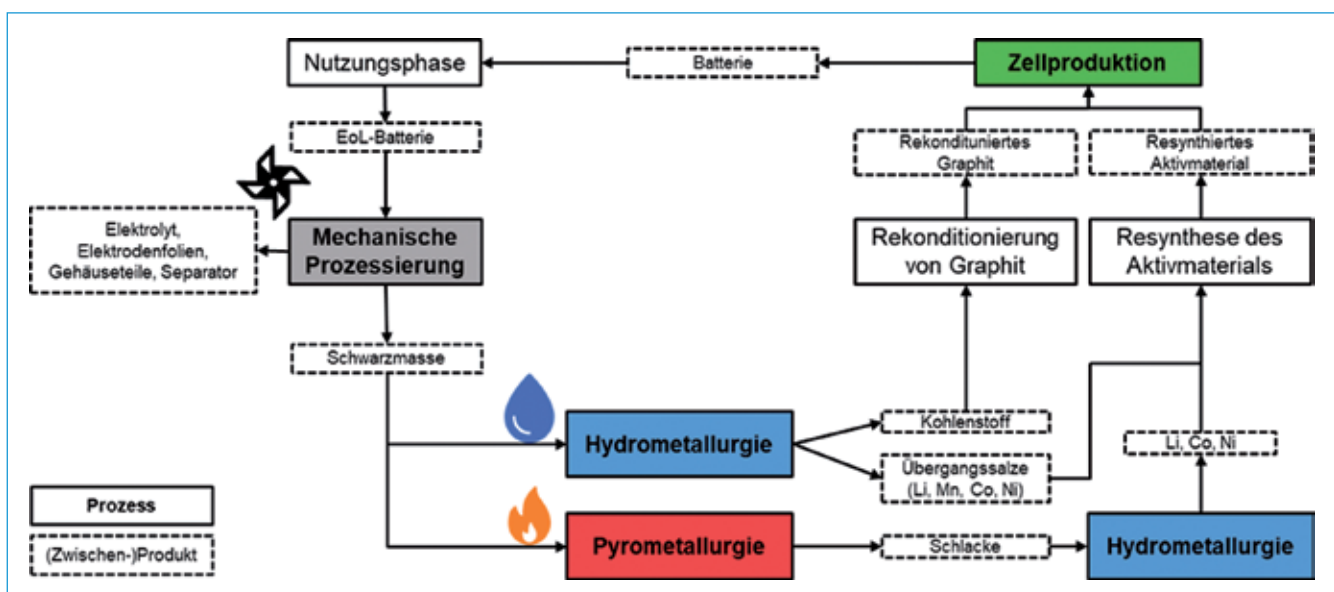 Nutzungsphase
Batterie
Zellproduktion
EoL-Batterie
Rekondituniertes
Graphit
Resynthiertes
Aktivmaterial
Elektrolyt,
Elektrodenfolien,
Gehäuseteile, Separator
Mechanische
Prozessierung
Rekonditionierung
von Graphit
Resynthese des
Aktivmaterials
Schwarzmasse
Hydrometallurgie
Kohlenstoff
Übergangssalze
(Li, Mn, Co, Ni)
Li, Co, Ni
Prozess
(Zwischen-)Produkt
Pyrometallurgie
Schlacke
Hydrometallurgie